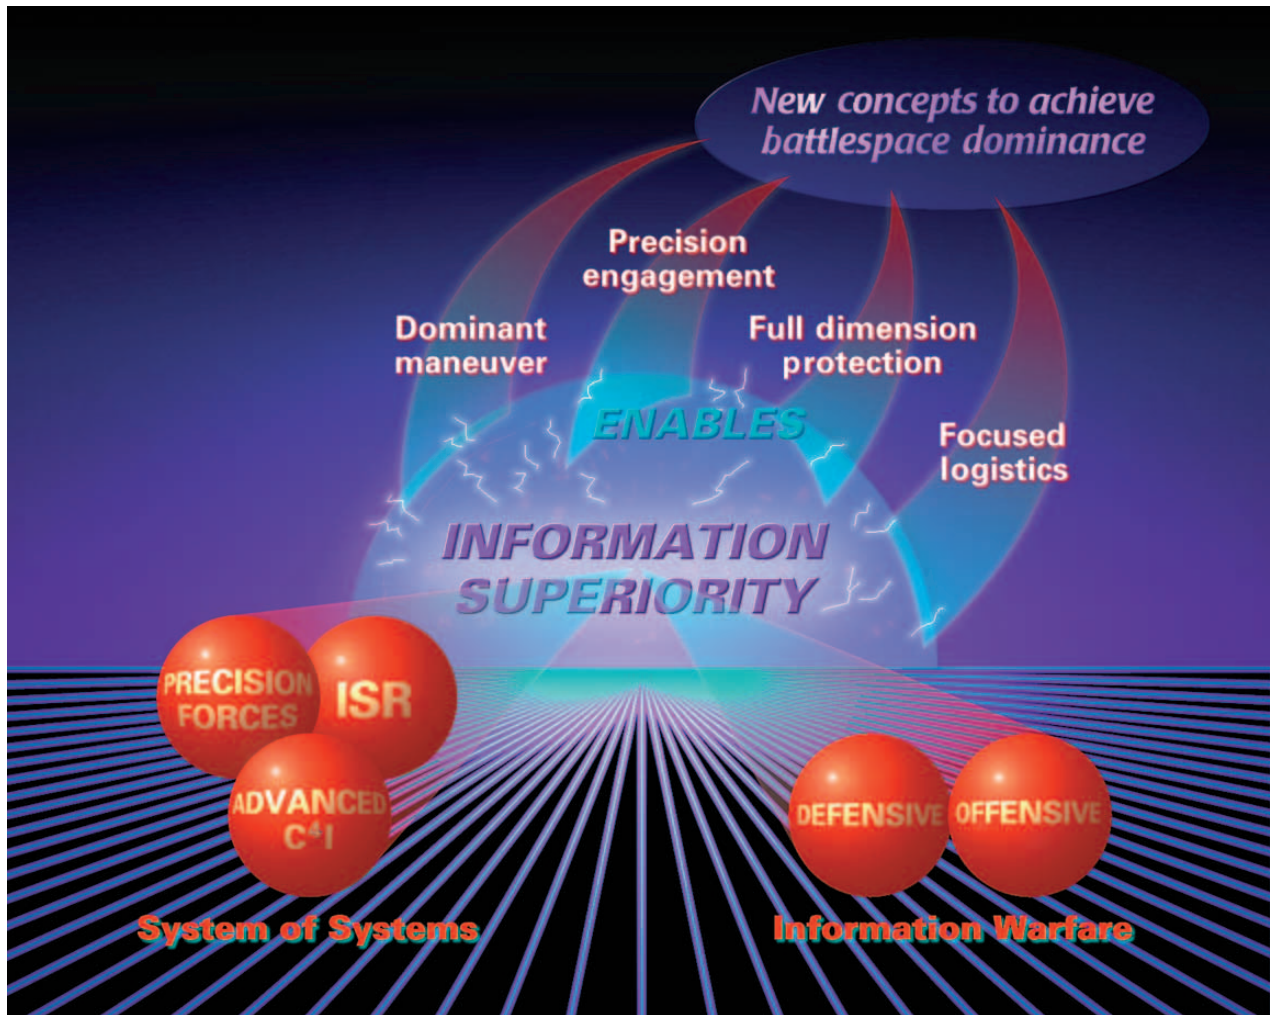 New concepts to achieve
battlespace dominance
Precision
engagement
Dominant
maneuver
Full dimension
protection
ENABLES
Focused
logistics
INFORMATION
SUPERIORITY
PRECISION
FORCES
ISR
ADVANCED
C⁴I
DEFENSIVE
OFFENSIVE
System of Systems
Information Warfare